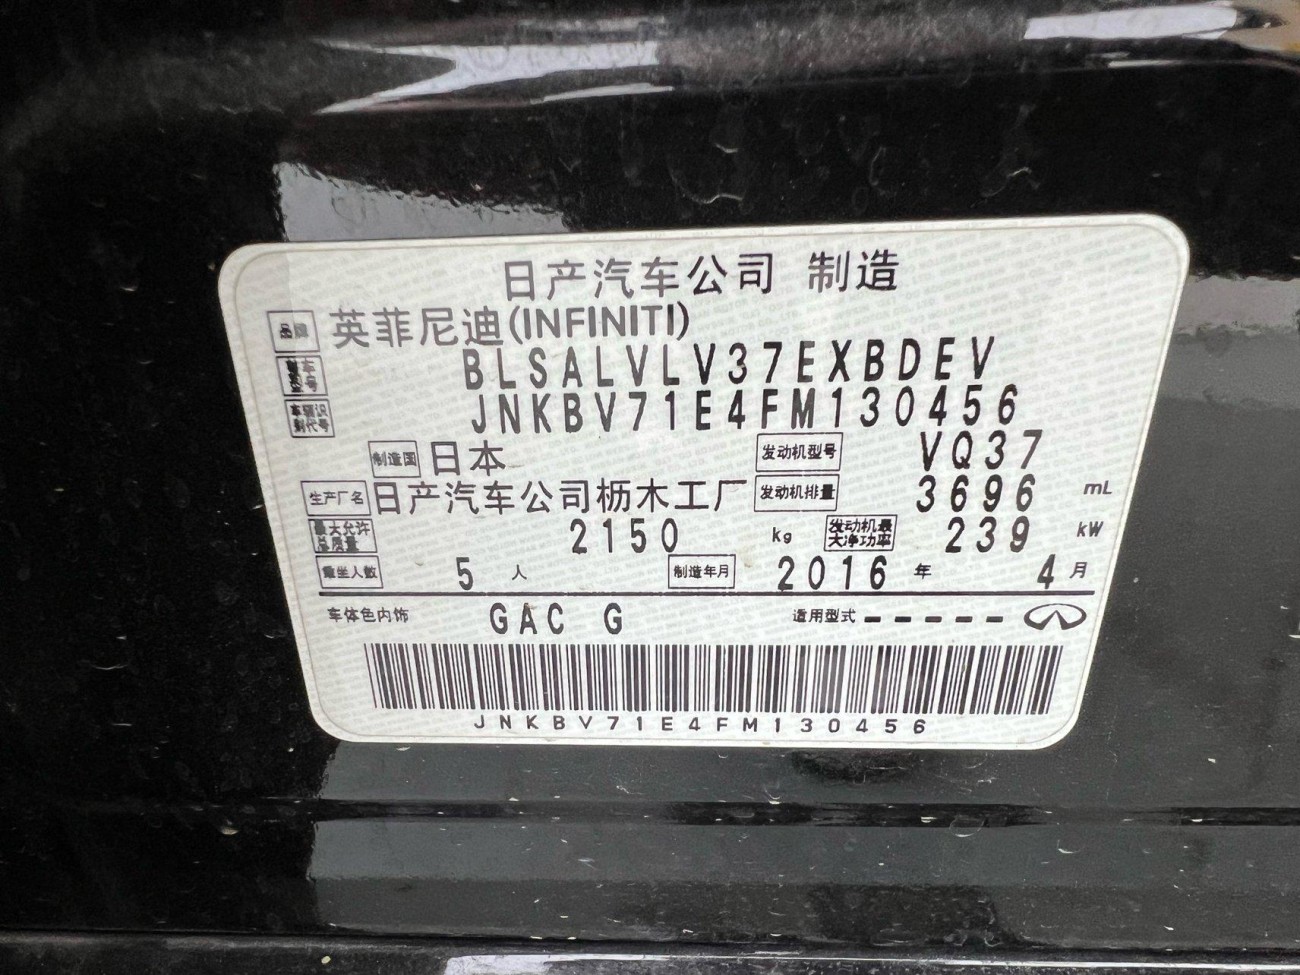 日产汽车公司 制造
品牌 英菲尼迪(INFINITI)
整车型号 BLSALVLV37EXBDEV
车辆识别代号 JNKBV71E4FM130456
制造国 日本 发动机型号 VQ37
生产厂名 日产汽车公司枥木工厂 发动机排量 3696 mL
最大允许总质量 2150 kg 发动机最大净功率 239 kW
乘坐人数 5 人 制造年月 2016 年 4 月
车体色内饰 GAC G 适用型式 -----
JNKBV71E4FM130456